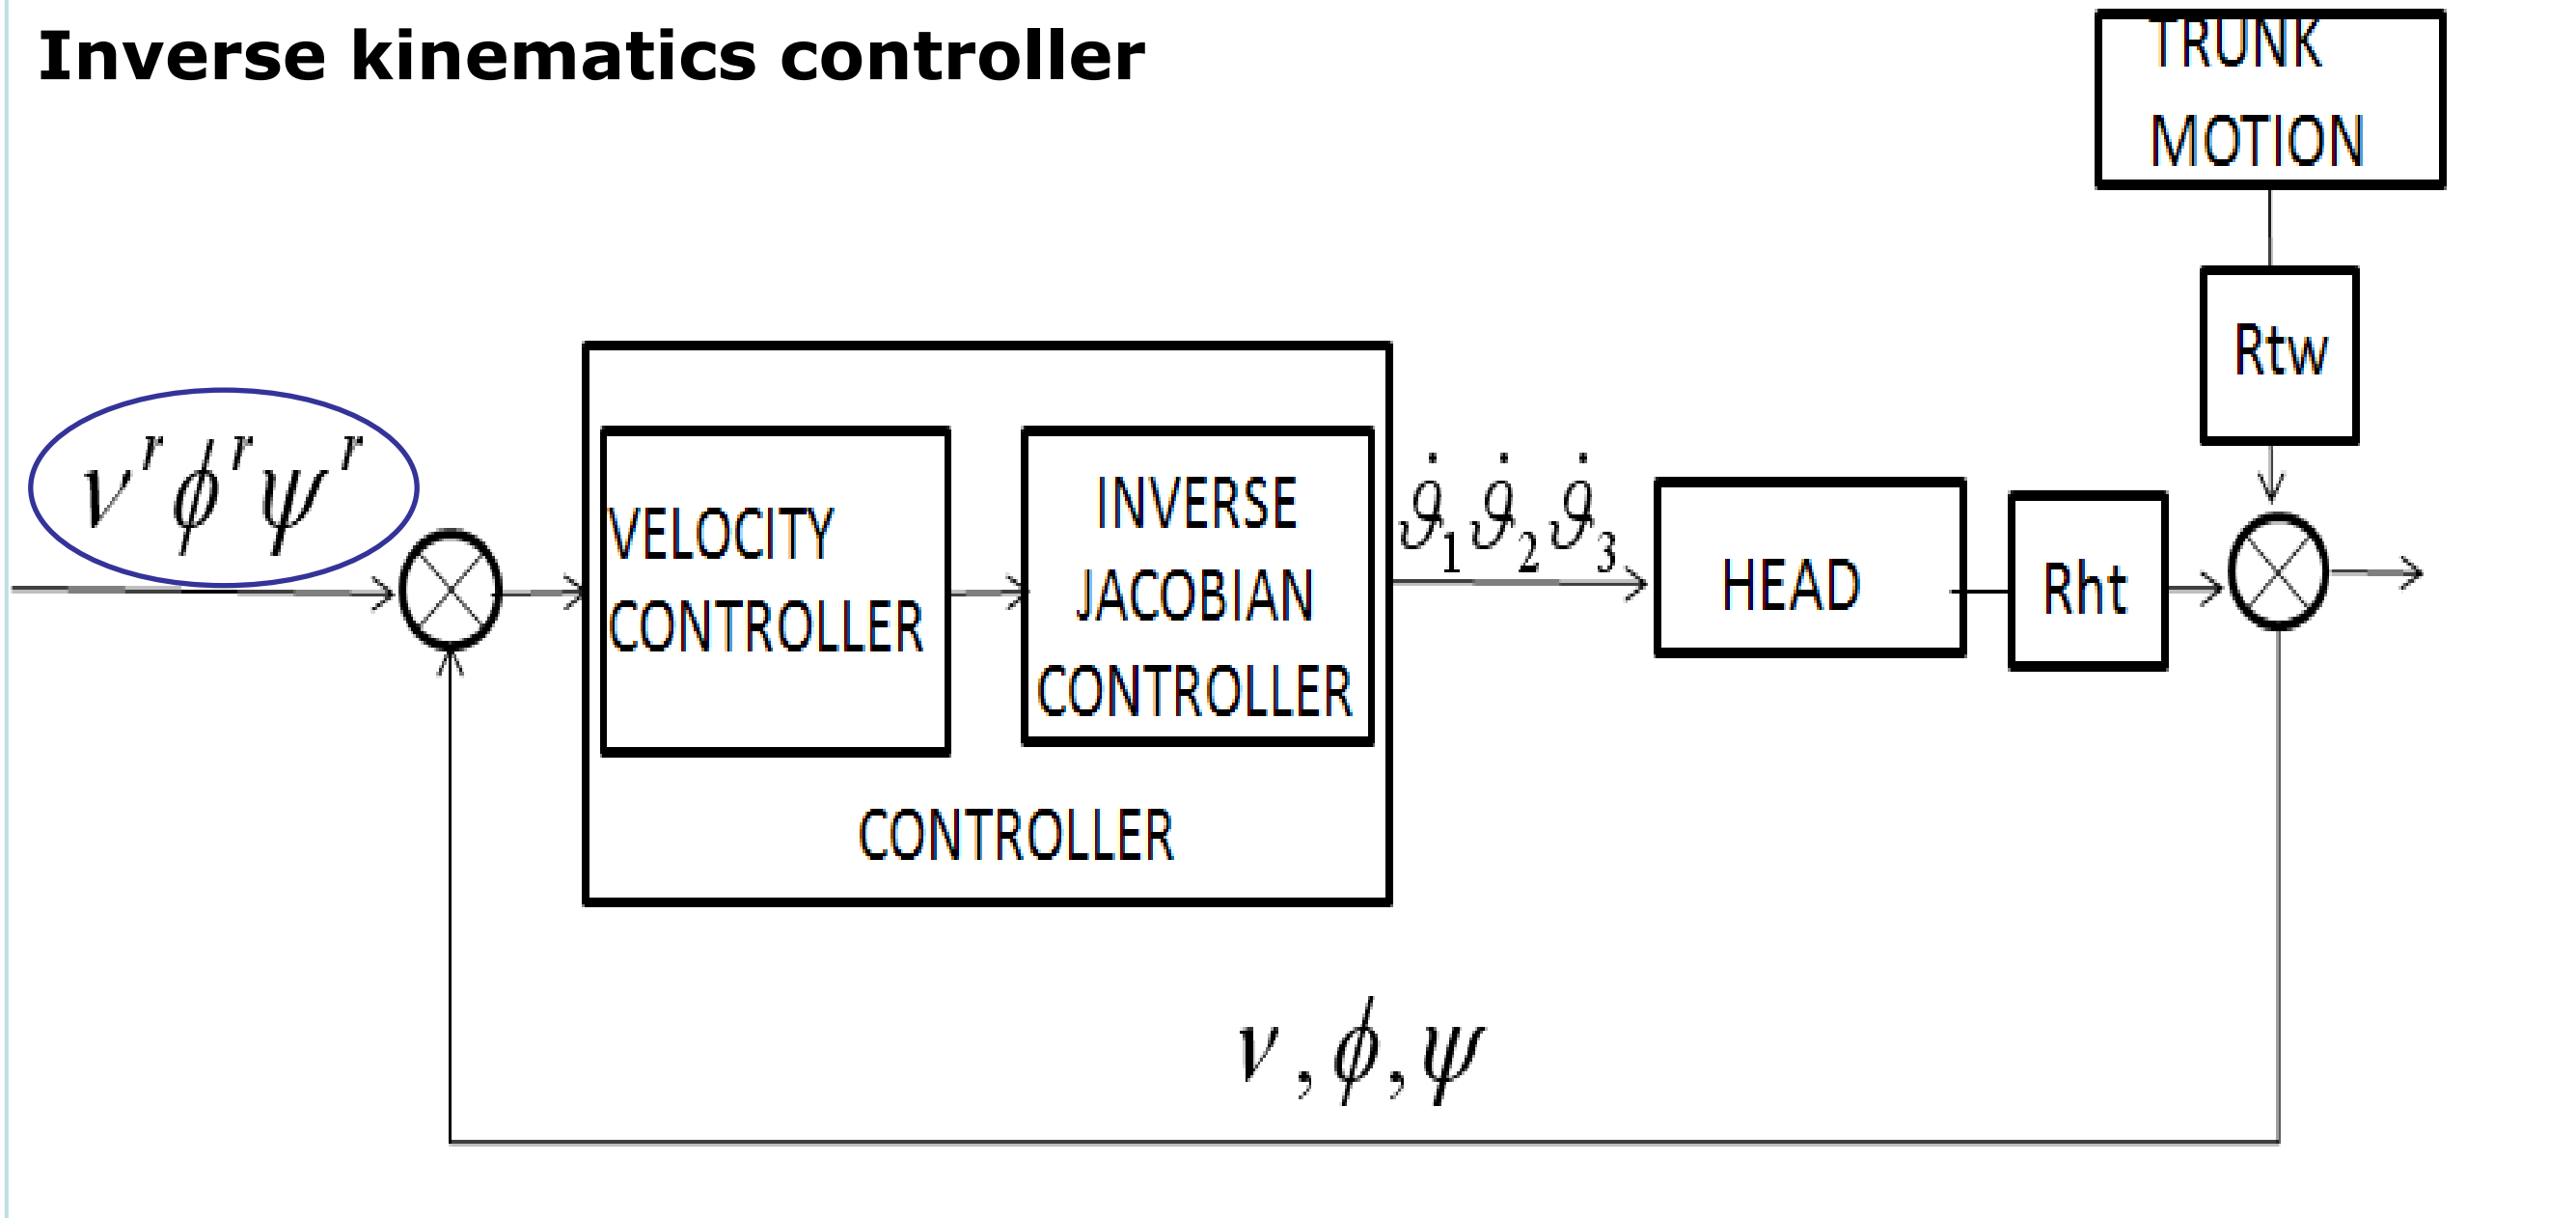 Inverse kinematics controller
TRUNK
MOTION
Rtw
νʳ ϕʳ ψʳ
VELOCITY
CONTROLLER
INVERSE
JACOBIAN
CONTROLLER
CONTROLLER
ϑ̇₁ ϑ̇₂ ϑ̇₃
HEAD
Rht
ν , ϕ , ψ